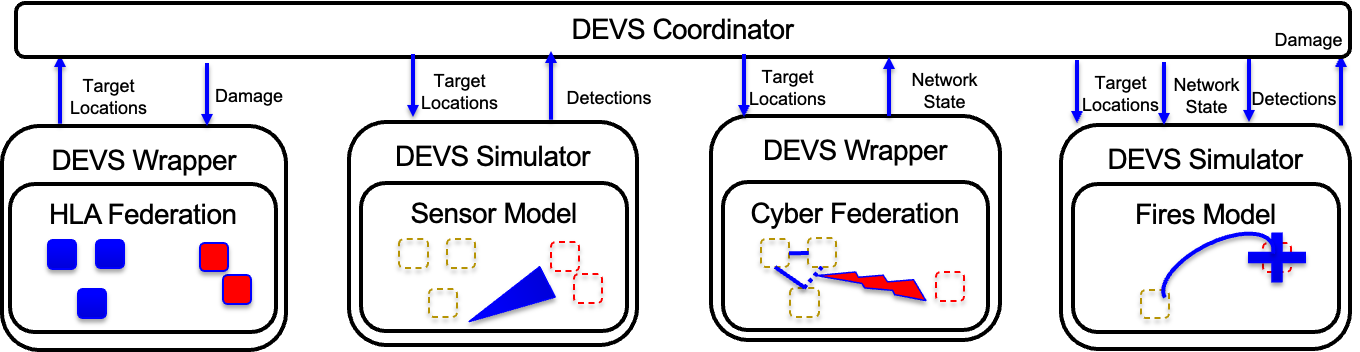 DEVS Coordinator
Damage
Target
Locations
Damage
Target
Locations
Detections
Target
Locations
Network
State
Target
Locations
Network
State
Detections
DEVS Wrapper
HLA Federation
DEVS Simulator
Sensor Model
DEVS Wrapper
Cyber Federation
DEVS Simulator
Fires Model